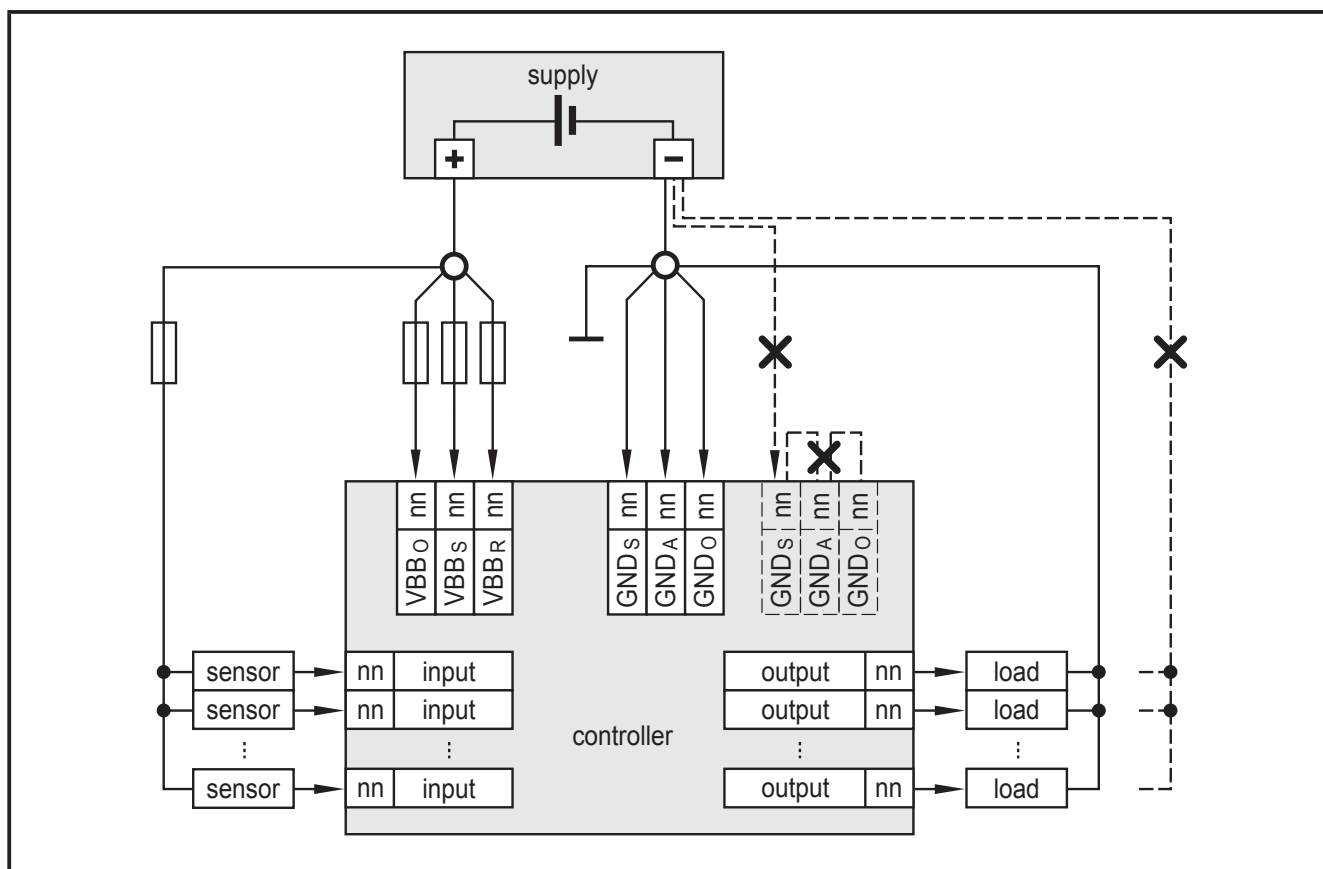 supply
+ −
nn nn nn nn nn nn nn nn nn
VBBO VBBS VBBR GNDS GNDA GNDO GNDS GNDA GNDO
sensor nn input output nn load
sensor nn input output nn load
controller
sensor nn input output nn load